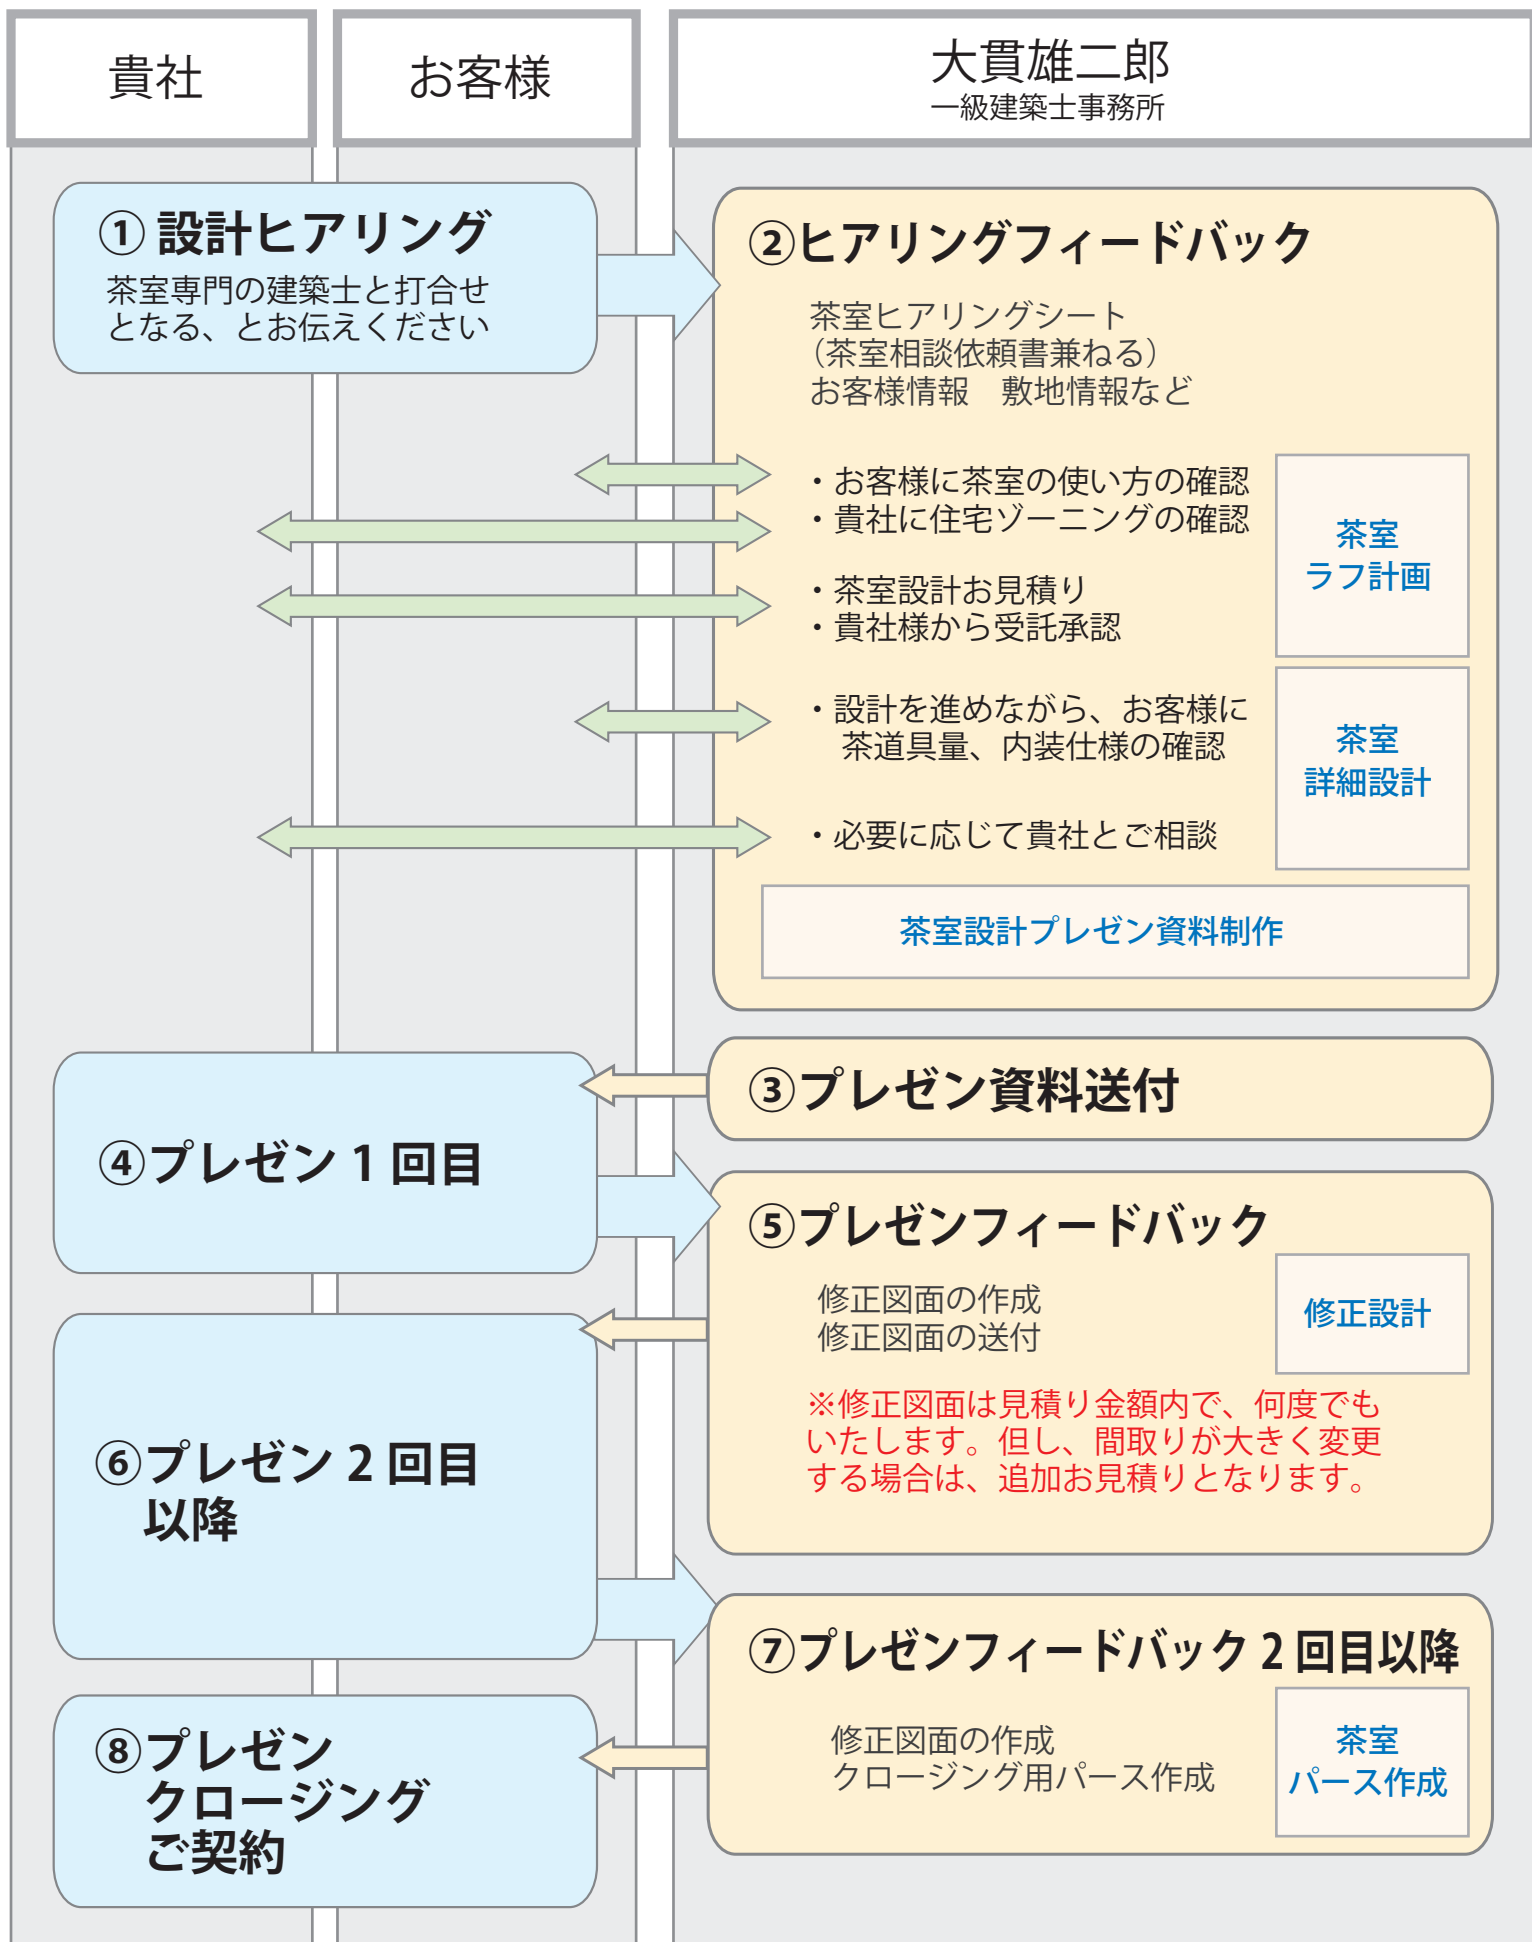 貴社
お客様
大貫雄二郎
一級建築士事務所
① 設計ヒアリング
茶室専門の建築士と打合せ
となる、とお伝えください
②ヒアリングフィードバック
茶室ヒアリングシート
（茶室相談依頼書兼ねる）
お客様情報　敷地情報など
・お客様に茶室の使い方の確認
・貴社に住宅ゾーニングの確認
茶室
ラフ計画
・茶室設計お見積り
・貴社様から受託承認
・設計を進めながら、お客様に
茶道具量、内装仕様の確認
茶室
詳細設計
・必要に応じて貴社とご相談
茶室設計プレゼン資料制作
③プレゼン資料送付
④プレゼン 1 回目
⑤プレゼンフィードバック
修正図面の作成
修正図面の送付
修正設計
※修正図面は見積り金額内で、何度でも
いたします。但し、間取りが大きく変更
する場合は、追加お見積りとなります。
⑥プレゼン 2 回目
以降
⑦プレゼンフィードバック 2 回目以降
修正図面の作成
クロージング用パース作成
茶室
パース作成
⑧プレゼン
クロージング
ご契約